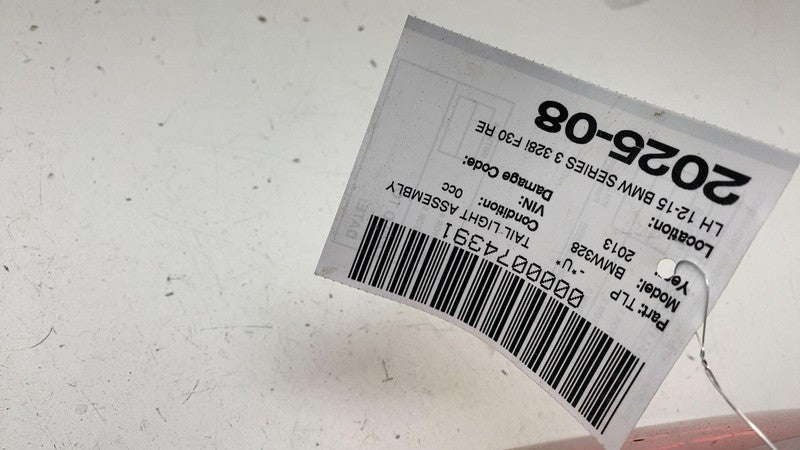 0000074391
_*U*
Part: TLP TAIL LIGHT ASSEMBLY
Model: BMW328 Condition: 0CC
Year: 2013 VIN:
Damage Code:
Location:
LH 12-15 BMW SERIES 3 328i F30 RE
2025-08